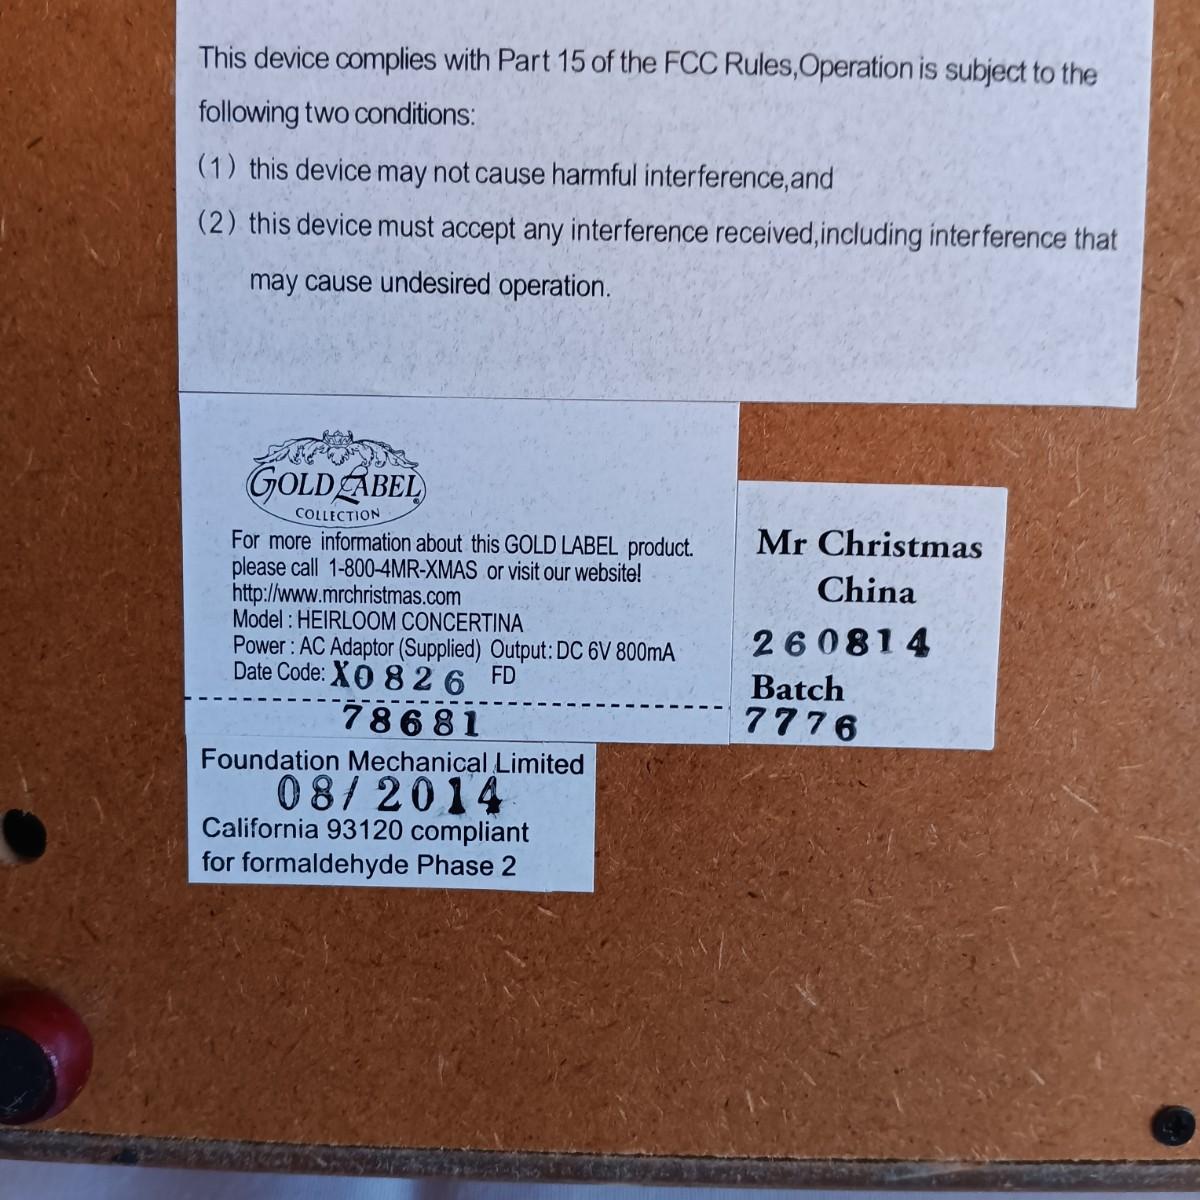 This device complies with Part 15 of the FCC Rules,Operation is subject to the
following two conditions:
(1) this device may not cause harmful interference,and
(2) this device must accept any interference received,including interference that
may cause undesired operation.
GOLD LABEL®
COLLECTION
For more information about this GOLD LABEL product.
please call 1-800-4MR-XMAS or visit our website!
http://www.mrchristmas.com
Model : HEIRLOOM CONCERTINA
Power : AC Adaptor (Supplied) Output: DC 6V 800mA
Date Code: X0826 FD
78681
Mr Christmas
China
260814
Batch
7776
Foundation Mechanical Limited
08/2014
California 93120 compliant
for formaldehyde Phase 2